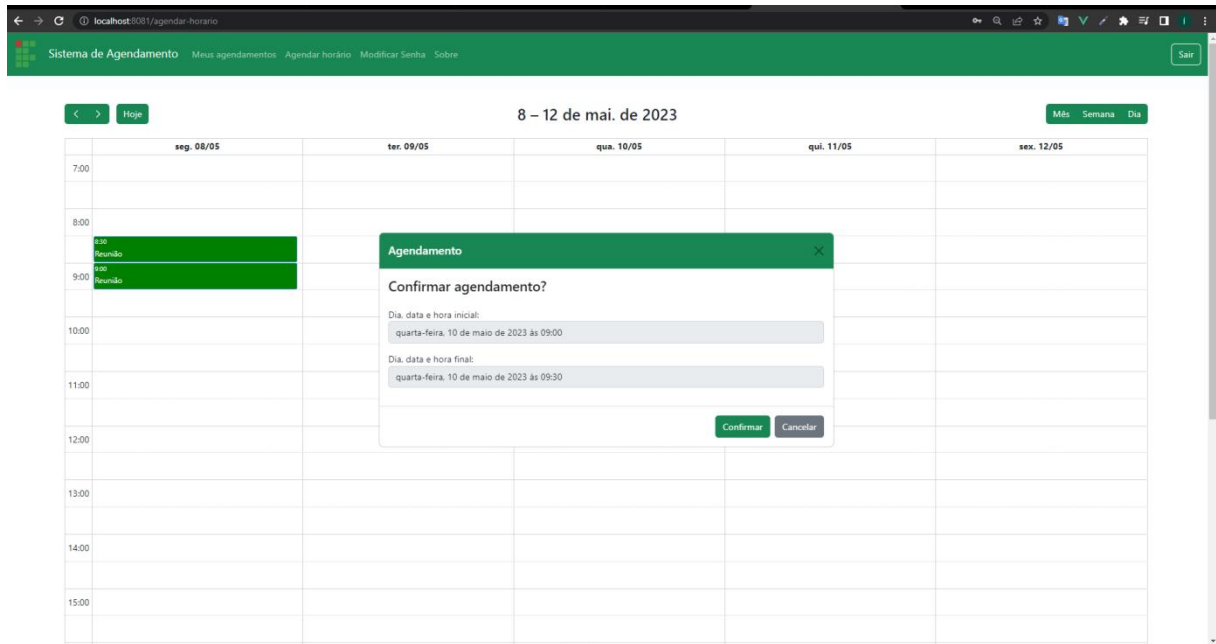 localhost:8081/agendar-horario
Sistema de Agendamento Meus agendamentos Agendar horário Modificar Senha Sobre Sair
Hoje 8 – 12 de mai. de 2023 Mês Semana Dia
seg. 08/05 ter. 09/05 qua. 10/05 qui. 11/05 sex. 12/05
7:00
8:00
8:30
Reunião
9:00
9:00 Reunião
Agendamento
Confirmar agendamento?
Dia, data e hora inicial:
quarta-feira, 10 de maio de 2023 às 09:00
Dia, data e hora final:
quarta-feira, 10 de maio de 2023 às 09:30
Confirmar Cancelar
10:00
11:00
12:00
13:00
14:00
15:00